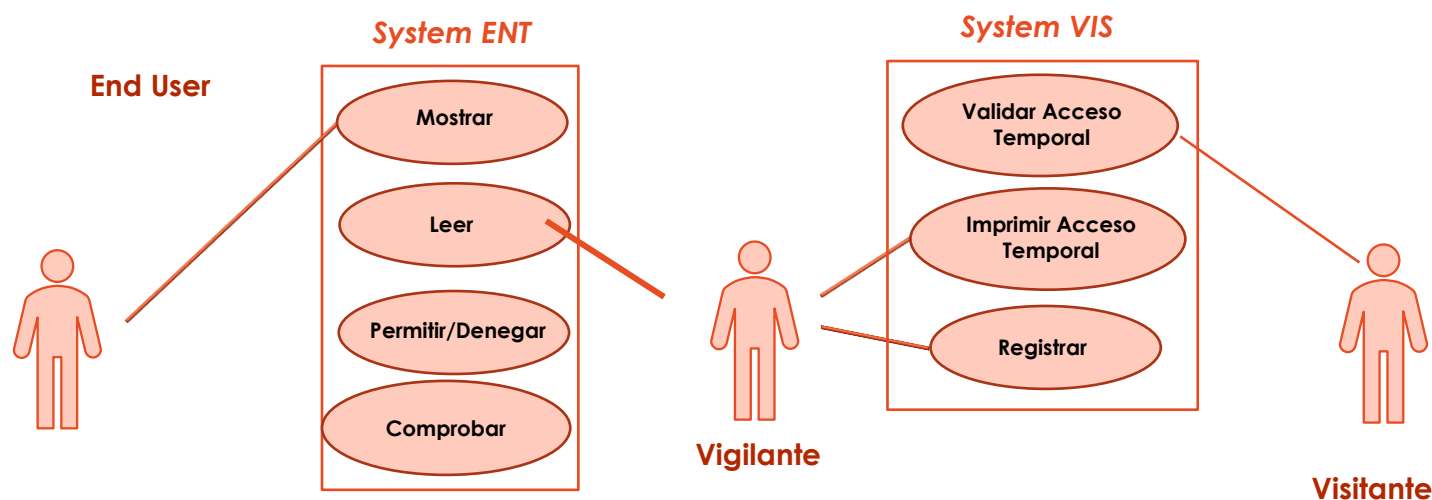 System ENT
System VIS
End User
Mostrar
Leer
Permitir/Denegar
Comprobar
Validar Acceso
Temporal
Imprimir Acceso
Temporal
Registrar
Vigilante
Visitante